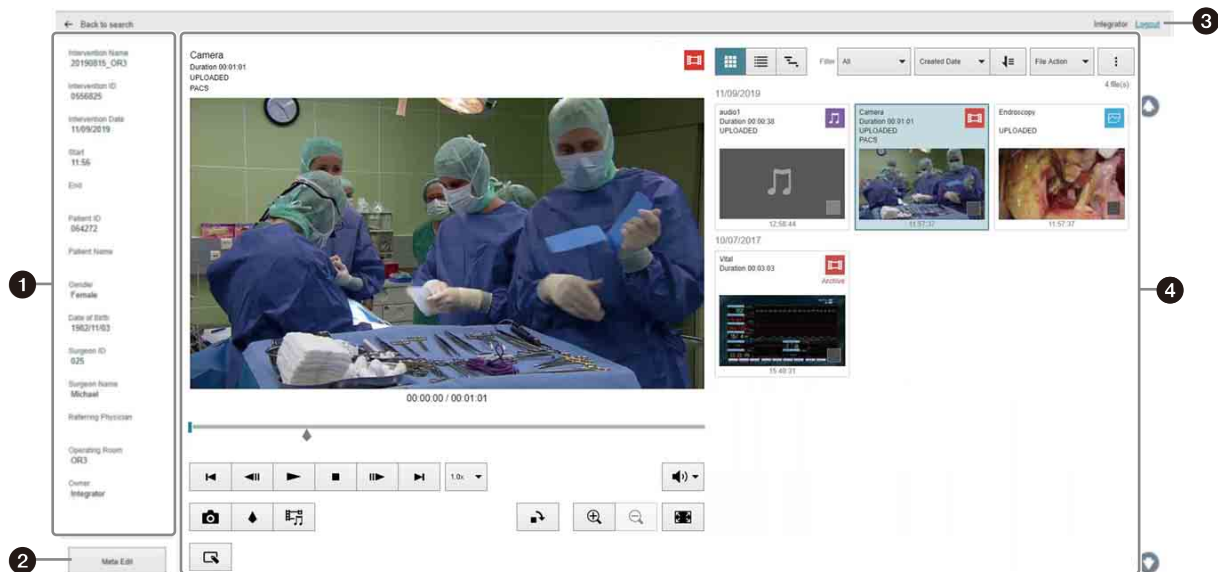 ← Back to search
Integrator Logout
3
Intervention Name
20190815_OR3
Intervention ID
0556825
Intervention Date
11/09/2019
Start
11:56
End
Patient ID
064272
Patient Name
Gender
Female
Date of Birth
1982/11/03
Surgeon ID
025
Surgeon Name
Michael
Referring Physician
Operating Room
OR3
Owner
Integrator
1
Meta Edit
2
Camera
Duration 00:01:01
UPLOADED
PACS
00:00:00 / 00:01:01
1.0x
Filter All Created Date File Action
4 file(s)
11/09/2019
audio1
Duration 00:00:38
UPLOADED
12:58:44
Camera
Duration 00:01:01
UPLOADED
PACS
11:57:37
Endroscopy
UPLOADED
11:57:37
10/07/2017
Vital
Duration 00:03:03
Archive
15:40:31
4